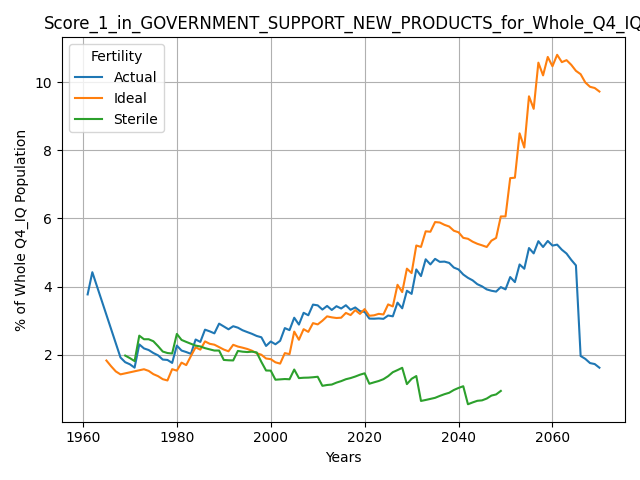 Score_1_in_GOVERNMENT_SUPPORT_NEW_PRODUCTS_for_Whole_Q4_IQ
Fertility
Actual
Ideal
Sterile
% of Whole Q4_IQ Population
10
8
6
4
2
1960 1980 2000 2020 2040 2060
Years